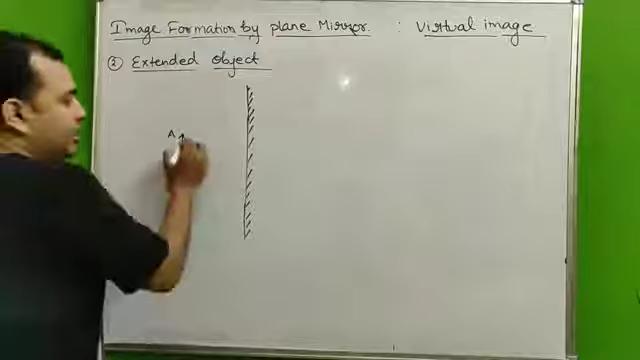 Image Formation by plane Mirror. : Virtual image
② Extended object
A